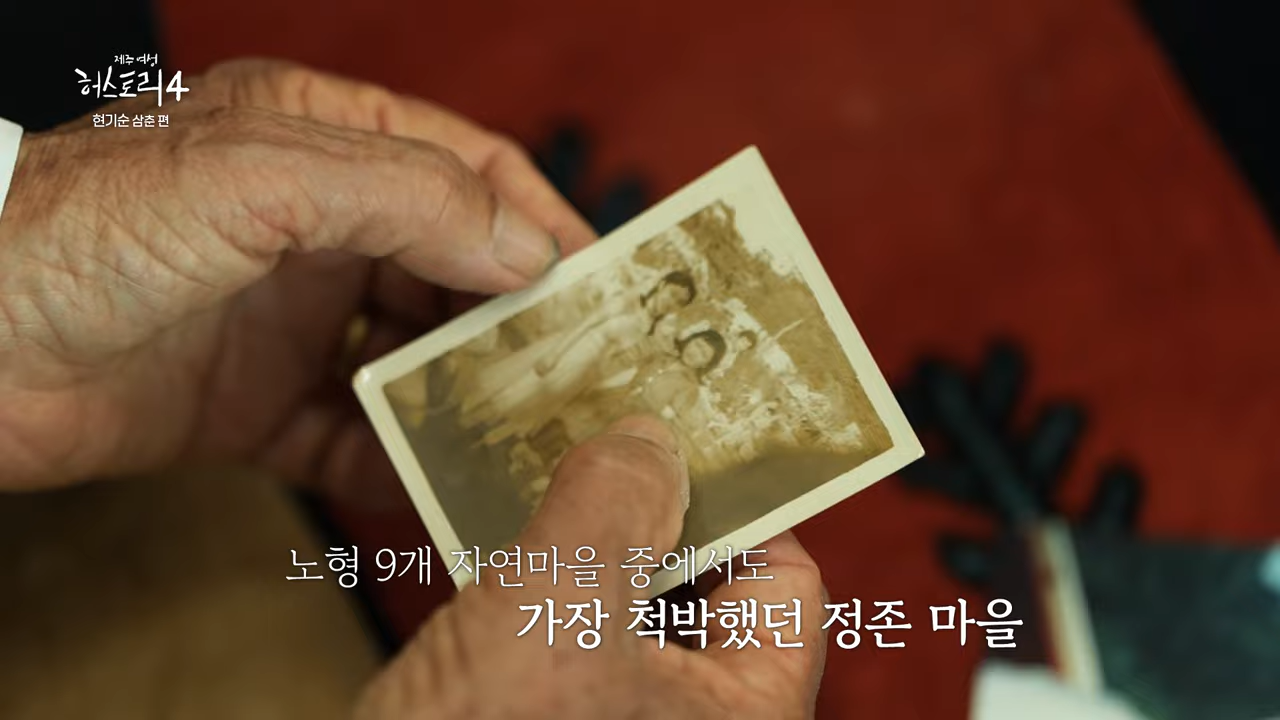 제주 여성
허스토리4
현기순 삼춘 편
노형 9개 자연마을 중에서도
가장 척박했던 정존 마을